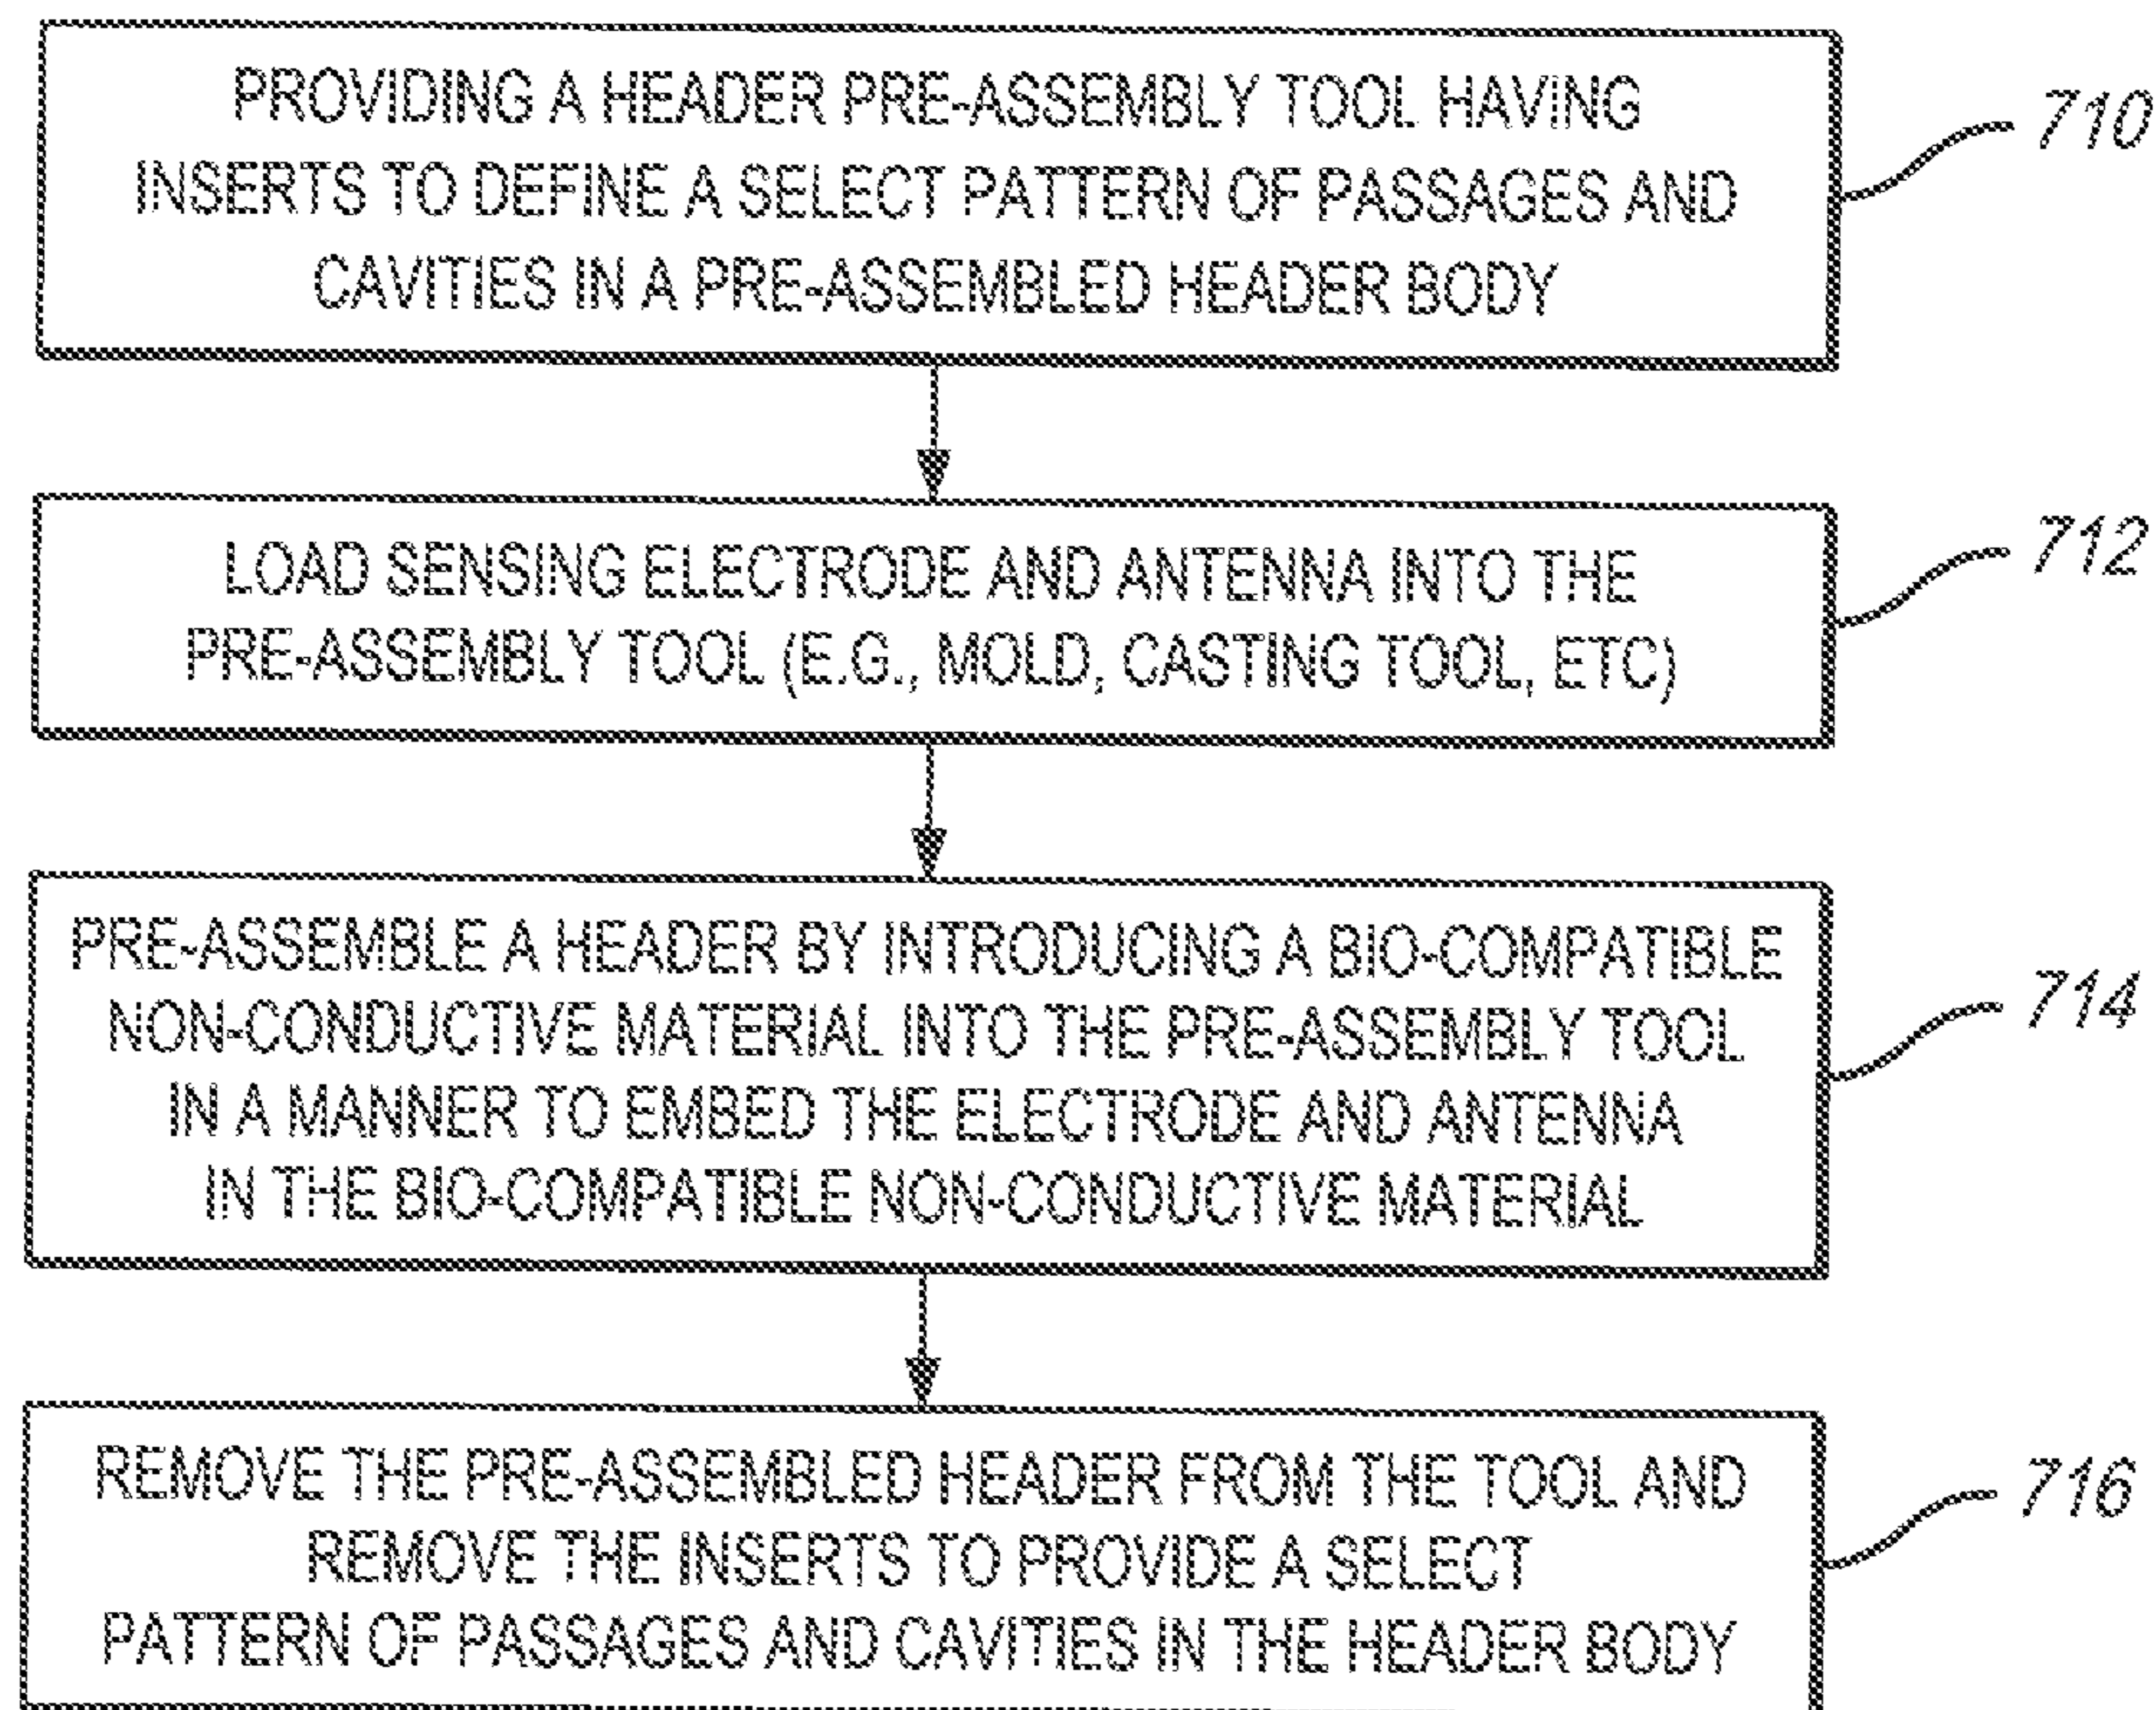 PROVIDING A HEADER PRE-ASSEMBLY TOOL HAVING
INSERTS TO DEFINE A SELECT PATTERN OF PASSAGES AND
CAVITIES IN A PRE-ASSEMBLED HEADER BODY
710
LOAD SENSING ELECTRODE AND ANTENNA INTO THE
PRE-ASSEMBLY TOOL (E.G., MOLD, CASTING TOOL, ETC)
712
PRE-ASSEMBLE A HEADER BY INTRODUCING A BIO-COMPATIBLE
NON-CONDUCTIVE MATERIAL INTO THE PRE-ASSEMBLY TOOL
IN A MANNER TO EMBED THE ELECTRODE AND ANTENNA
IN THE BIO-COMPATIBLE NON-CONDUCTIVE MATERIAL
714
REMOVE THE PRE-ASSEMBLED HEADER FROM THE TOOL AND
REMOVE THE INSERTS TO PROVIDE A SELECT
PATTERN OF PASSAGES AND CAVITIES IN THE HEADER BODY
716